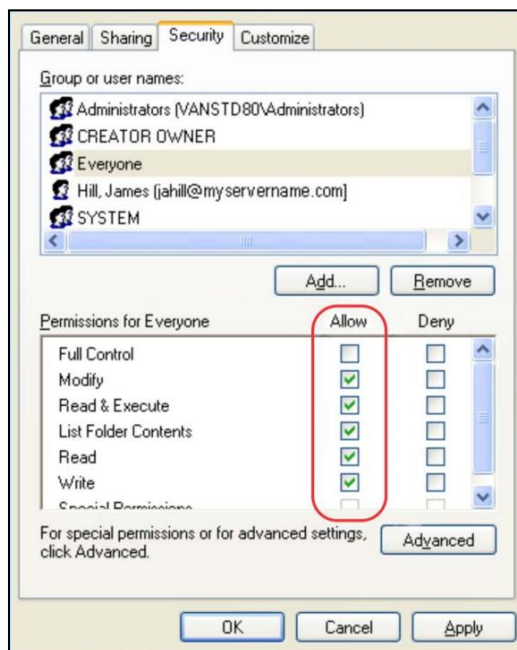 General Sharing Security Customize
Group or user names:
Administrators (VANSTD80\Administrators)
CREATOR OWNER
Everyone
Hill, James (jahill@myservername.com]
SYSTEM
Add... Remove
Permissions for Everyone Allow Deny
Full Control
Modify
Read & Execute
List Folder Contents
Read
Write
Special Permissions
For special permissions or for advanced settings, Advanced
click Advanced.
OK Cancel Apply